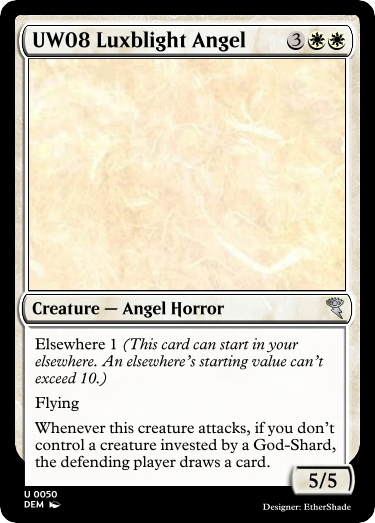 UW08 Luxblight Angel 3
Creature — Angel Horror
Elsewhere 1 (This card can start in your
elsewhere. An elsewhere's starting value can't
exceed 10.)
Flying
Whenever this creature attacks, if you don't
control a creature invested by a God-Shard,
the defending player draws a card.
5/5
U 0050
DEM
Designer: EtherShade